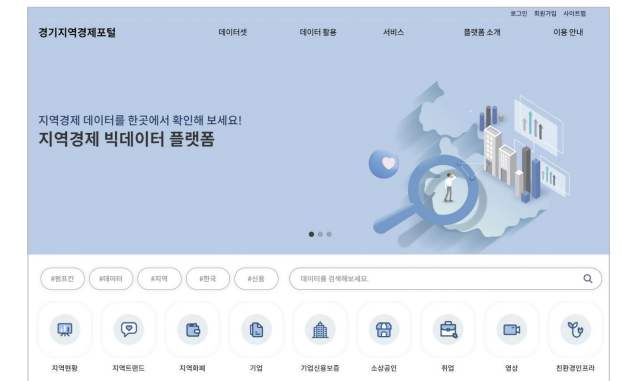 로그인 회원가입 사이트맵
경기지역경제포털 데이터셋 데이터 활용 서비스 플랫폼 소개 이용 안내
지역경제 데이터를 한곳에서 확인해 보세요!
지역경제 빅데이터 플랫폼
#펌프킨 #데이터 #지역 #한국 #신용 데이터를 검색해보세요.
지역현황 지역트랜드 지역화폐 기업 기업신용보증 소상공인 취업 영상 친환경인프라